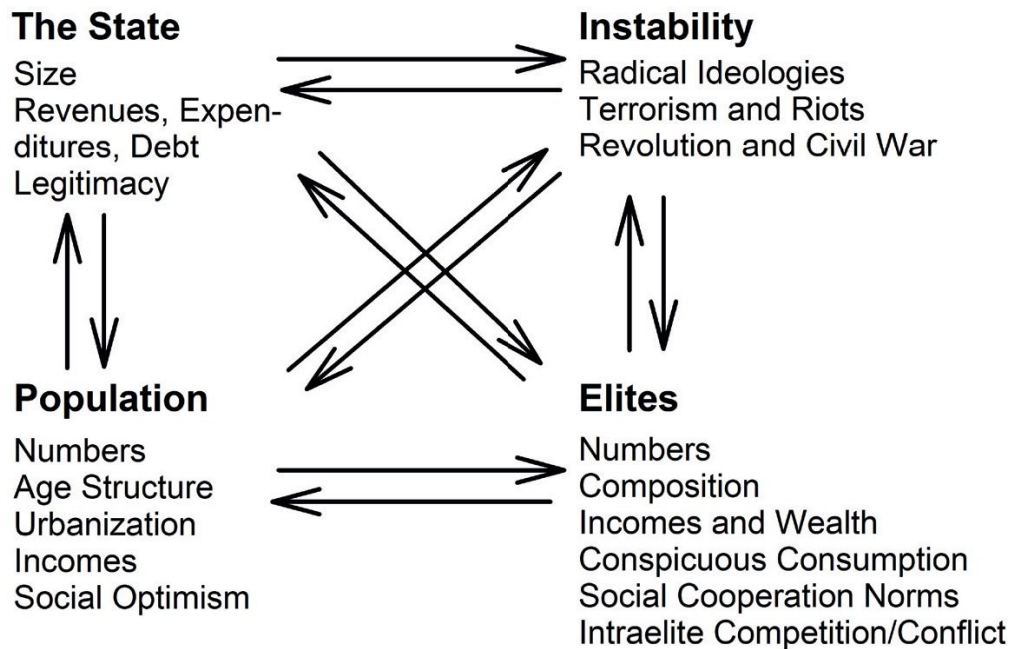 The State
Size
Revenues, Expen-
ditures, Debt
Legitimacy
Instability
Radical Ideologies
Terrorism and Riots
Revolution and Civil War
Population
Numbers
Age Structure
Urbanization
Incomes
Social Optimism
Elites
Numbers
Composition
Incomes and Wealth
Conspicuous Consumption
Social Cooperation Norms
Intraelite Competition/Conflict